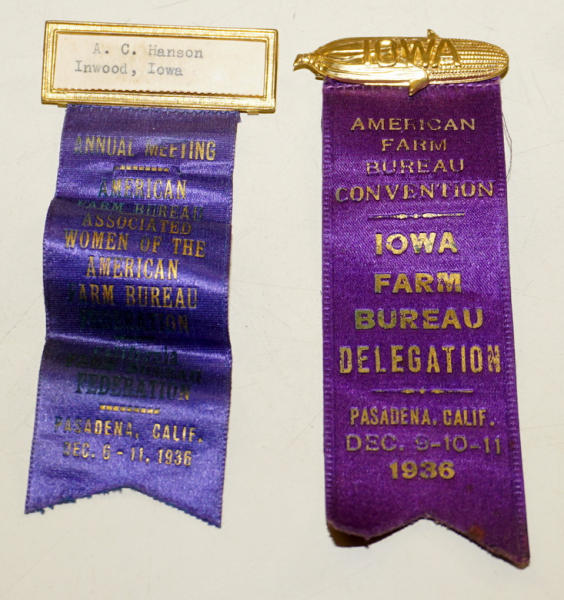 A. C. Hanson
Inwood, Iowa
ANNUAL MEETING
AMERICAN
FARM BUREAU
ASSOCIATED
WOMEN OF THE
AMERICAN
FARM BUREAU
FEDERATION
FEDERATION
PASADENA, CALIF.
DEC. 6-11, 1936
IOWA
AMERICAN
FARM
BUREAU
CONVENTION
IOWA
FARM
BUREAU
DELEGATION
PASADENA, CALIF.
DEC. 9-10-11
1936